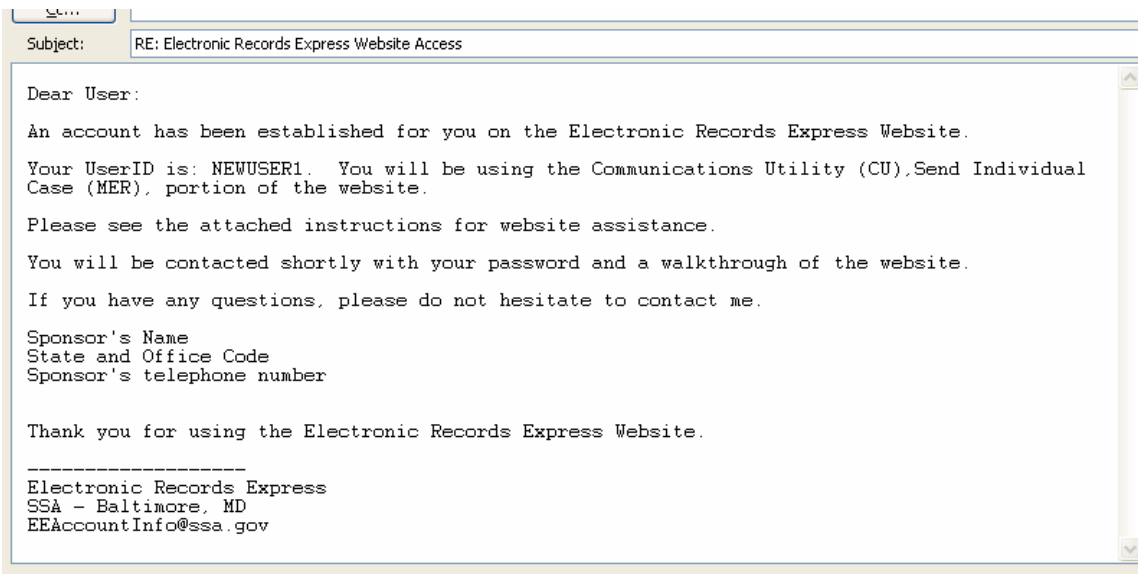 Subject: RE: Electronic Records Express Website Access
Dear User:
An account has been established for you on the Electronic Records Express Website.
Your UserID is: NEWUSER1.  You will be using the Communications Utility (CU),Send Individual
Case (MER), portion of the website.
Please see the attached instructions for website assistance.
You will be contacted shortly with your password and a walkthrough of the website.
If you have any questions, please do not hesitate to contact me.
Sponsor's Name
State and Office Code
Sponsor's telephone number
Thank you for using the Electronic Records Express Website.
-------------------
Electronic Records Express
SSA - Baltimore, MD
EEAccountInfo@ssa.gov